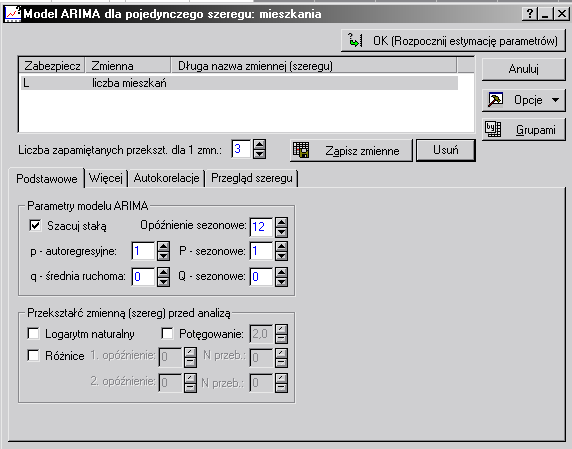 Model ARIMA dla pojedynczego szeregu: mieszkania
OK (Rozpocznij estymację parametrów)
Zabezpiecz Zmienna Długa nazwa zmiennej (szeregu)
L liczba mieszkań
Anuluj
Opcje
Grupami
Liczba zapamiętanych przekszt. dla 1 zmn.: 3 Zapisz zmienne Usuń
Podstawowe Więcej Autokorelacje Przegląd szeregu
Parametry modelu ARIMA
Szacuj stałą Opóźnienie sezonowe: 12
p - autoregresyjne: 1 P - sezonowe: 1
q - średnia ruchoma: 0 Q - sezonowe: 0
Przekształć zmienną (szereg) przed analizą
Logarytm naturalny Potęgowanie: 2,0
Różnice 1. opóźnienie: 0 N przeb.: 0
2. opóźnienie: 0 N przeb.: 0